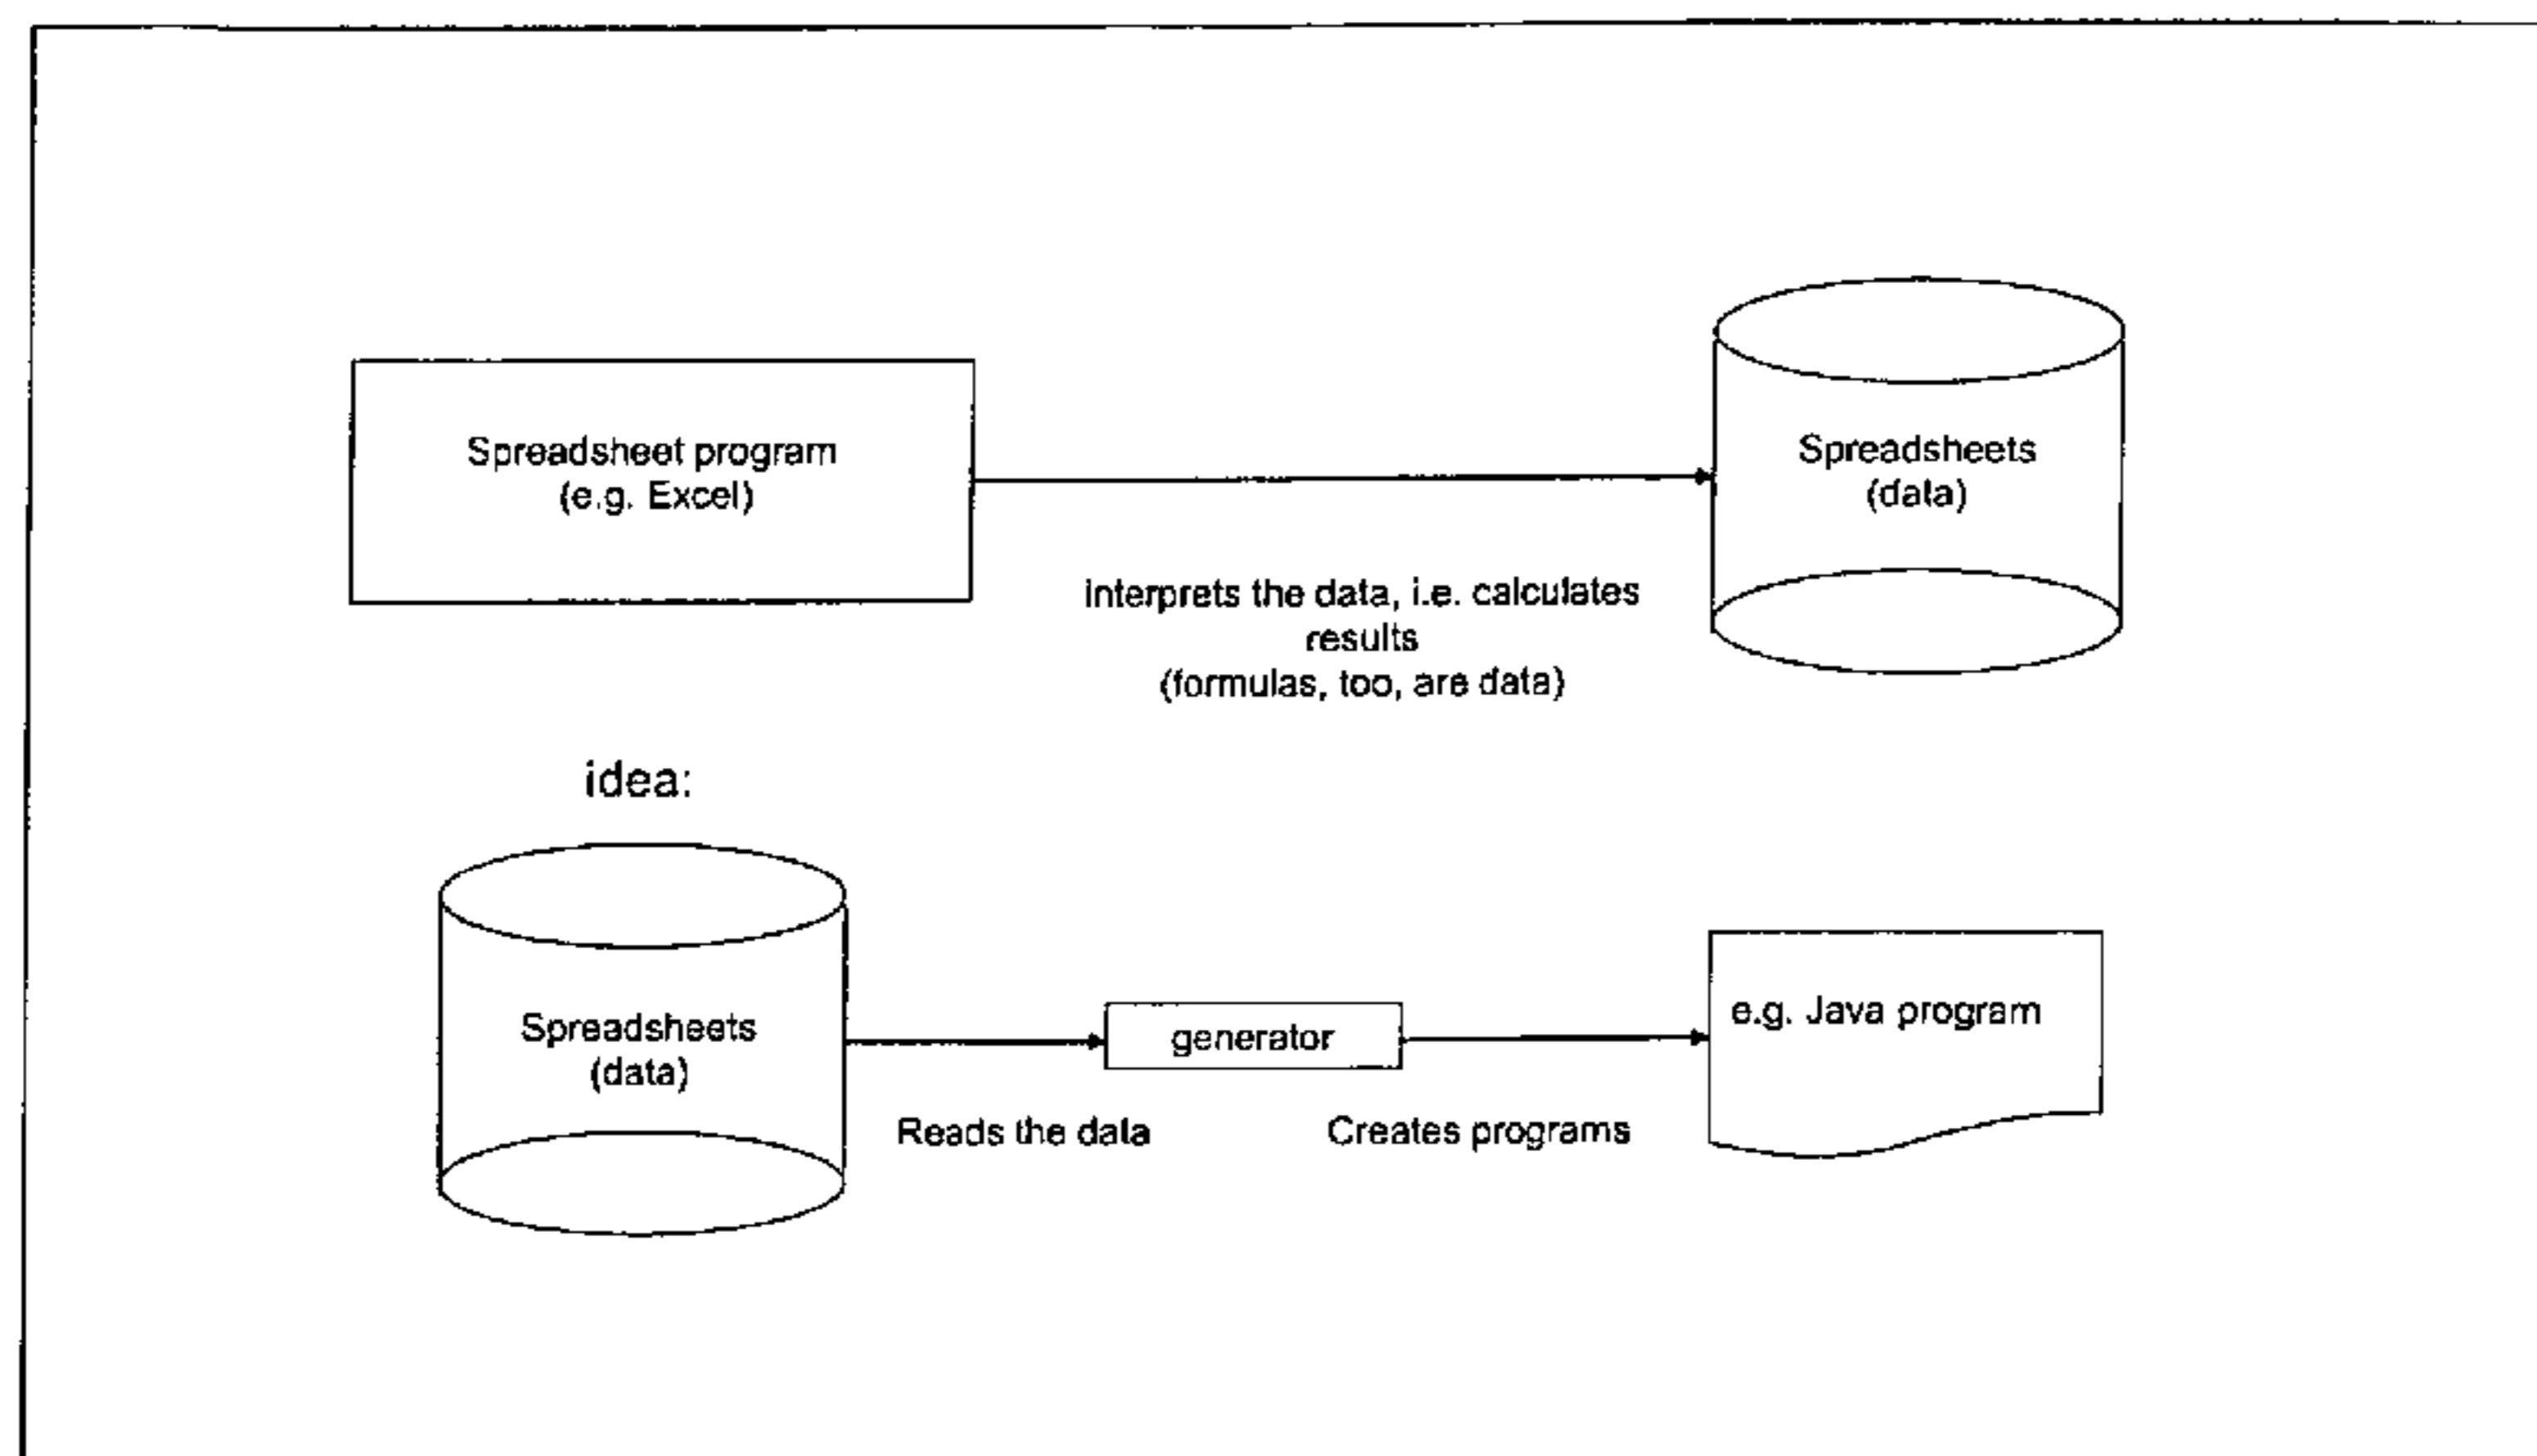 Spreadsheet program
(e.g. Excel)
Spreadsheets
(data)
interprets the data, i.e. calculates
results
(formulas, too, are data)
idea:
Spreadsheets
(data)
generator
e.g. Java program
Reads the data
Creates programs